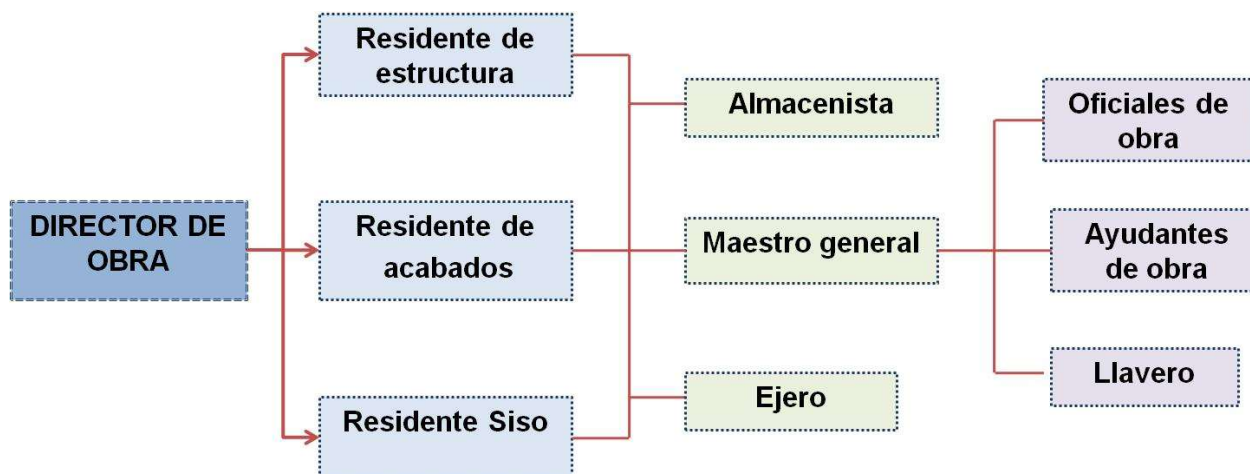 DIRECTOR DE
OBRA
Residente de
estructura
Residente de
acabados
Residente Siso
Almacenista
Maestro general
Ejero
Oficiales de
obra
Ayudantes
de obra
Llavero